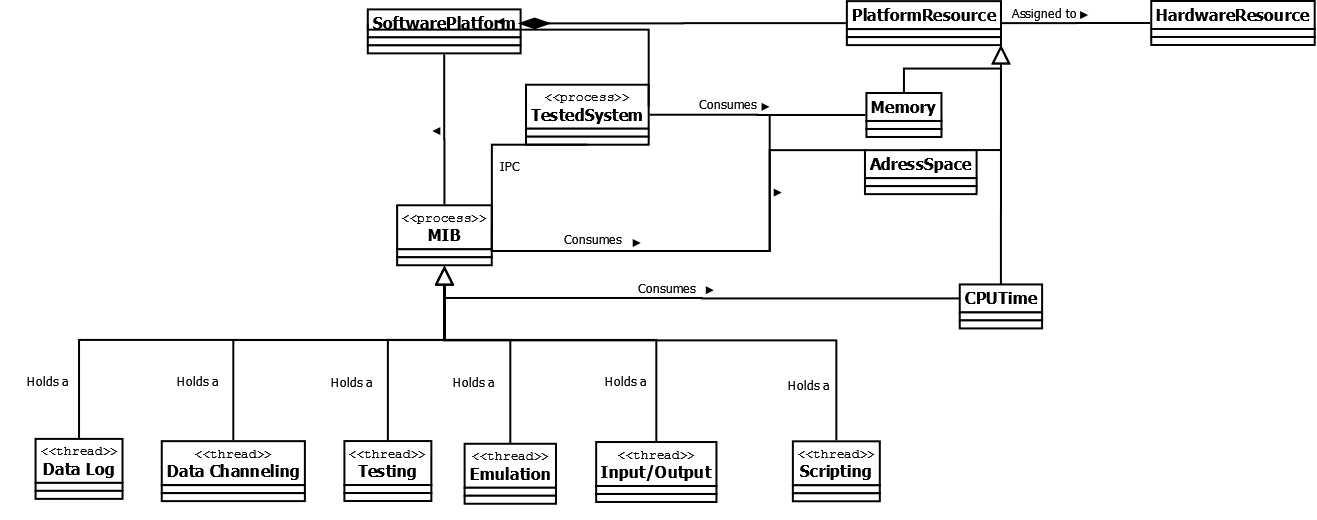 SoftwarePlatform
PlatformResource
Assigned to ►
HardwareResource
<<process>>
TestedSystem
Consumes ►
Memory
IPC
AdressSpace
<<process>>
MIB
Consumes ►
Consumes ►
CPUTime
Holds a
Holds a
Holds a
Holds a
Holds a
Holds a
<<thread>>
Data Log
<<thread>>
Data Channeling
<<thread>>
Testing
<<thread>>
Emulation
<<thread>>
Input/Output
<<thread>>
Scripting